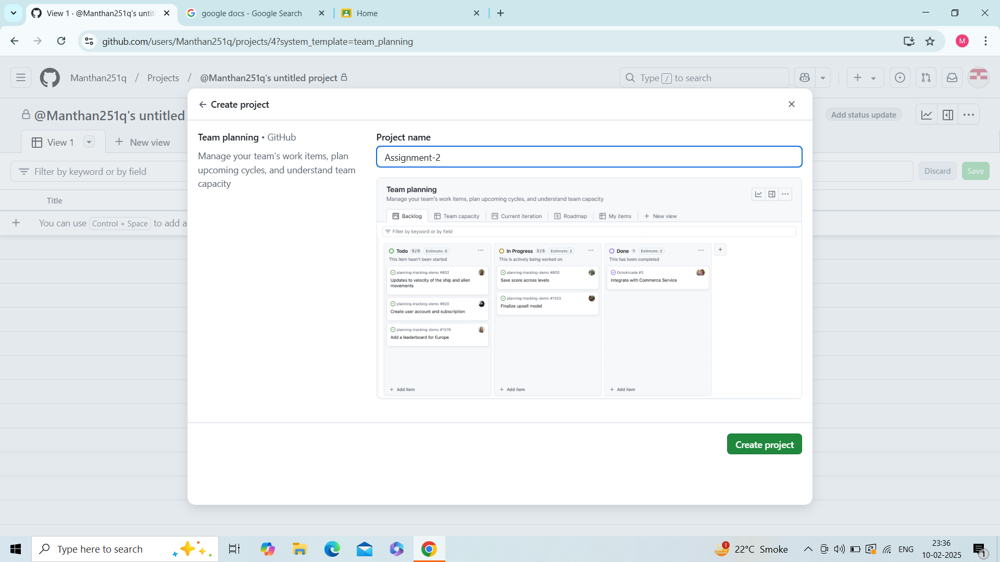 View 1 · @Manthan251q's untitl
google docs - Google Search
Home
github.com/users/Manthan251q/projects/4?system_template=team_planning
M
Manthan251q / Projects / @Manthan251q's untitled project
Type / to search
@Manthan251q's untitled
Add status update
View 1
New view
Filter by keyword or by field
Discard
Save
Title
You can use Control + Space to add a
Create project
Team planning • GitHub
Manage your team's work items, plan
upcoming cycles, and understand team
capacity
Project name
Assignment-2
Team planning
Manage your team's work items, plan upcoming cycles, and understand team capacity
Backlog
Team capacity
Current iteration
Roadmap
My items
New view
Filter by keyword or by field
Todo 3 / 5 Estimate: 6
This item hasn't been started
planning-tracking-demo #802
Updates to velocity of the ship and alien
movements
planning-tracking-demo #820
Create user account and subscription
planning-tracking-demo #1378
Add a leaderboard for Europe
Add item
In Progress 2 / 5 Estimate: 2
This is actively being worked on
planning-tracking-demo #800
Save score across levels
planning-tracking-demo #1323
Finalize upsell model
Add item
Done 1 Estimate: 2
This has been completed
OctoArcade #3
Integrate with Commerce Service
Add item
Create project
Type here to search
1
22°C Smoke
ENG
23:36
10-02-2025
1